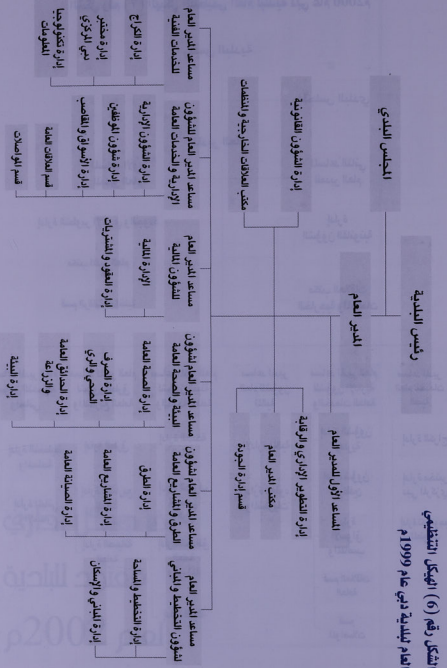 شكل رقم (6) الهيكل التنظيمي
العام لبلدية دبي عام 1999م
رئيس البلدية
المجلس البلدي
المدير العام
المساعد الأول للمدير العام
إدارة الشؤون القانونية
مكتب العلاقات الخارجية والمنظمات
إدارة التطوير الإداري والرقابة
مكتب المدير العام
قسم إدارة الجودة
مساعد المدير العام
لشؤون التخطيط والمباني
إدارة التخطيط والمساحة
إدارة المباني والإسكان
مساعد المدير العام لشؤون
الطرق والمشاريع العامة
إدارة الطرق
إدارة المشاريع العامة
إدارة الصيانة العامة
مساعد المدير العام لشؤون
البيئة والصحة العامة
إدارة الصحة العامة
إدارة الصرف
الصحي والري
إدارة الحدائق العامة
والزراعة
إدارة البيئة
مساعد المدير العام
للشؤون المالية
الإدارة المالية
إدارة العقود والمشتريات
مساعد المدير العام للشؤون
الإدارية والخدمات العامة
إدارة الشؤون الإدارية
إدارة شؤون الموظفين
إدارة الأسواق والمقاصب
قسم العلاقات العامة
قسم المواصلات
مساعد المدير العام
للخدمات الفنية
إدارة الكراج
إدارة مختبر
دبي المركزي
إدارة تكنولوجيا
المعلومات